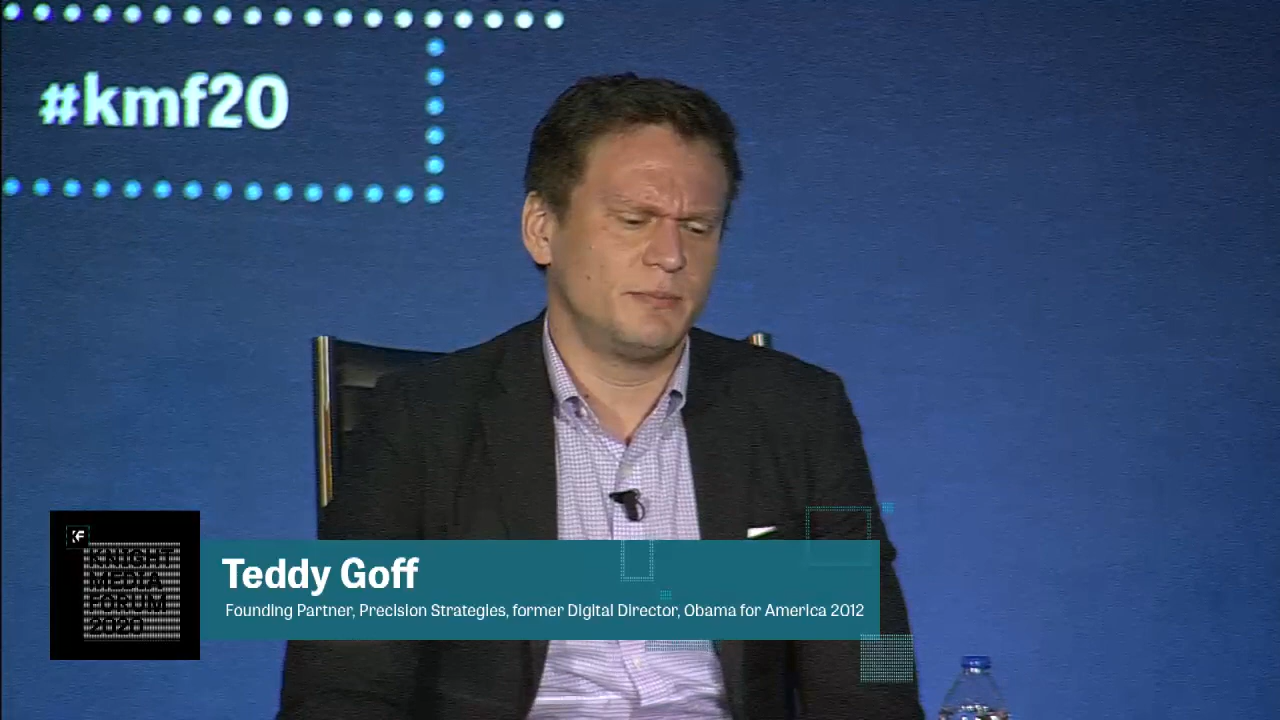 #kmf20
Teddy Goff
Founding Partner, Precision Strategies, former Digital Director, Obama for America 2012